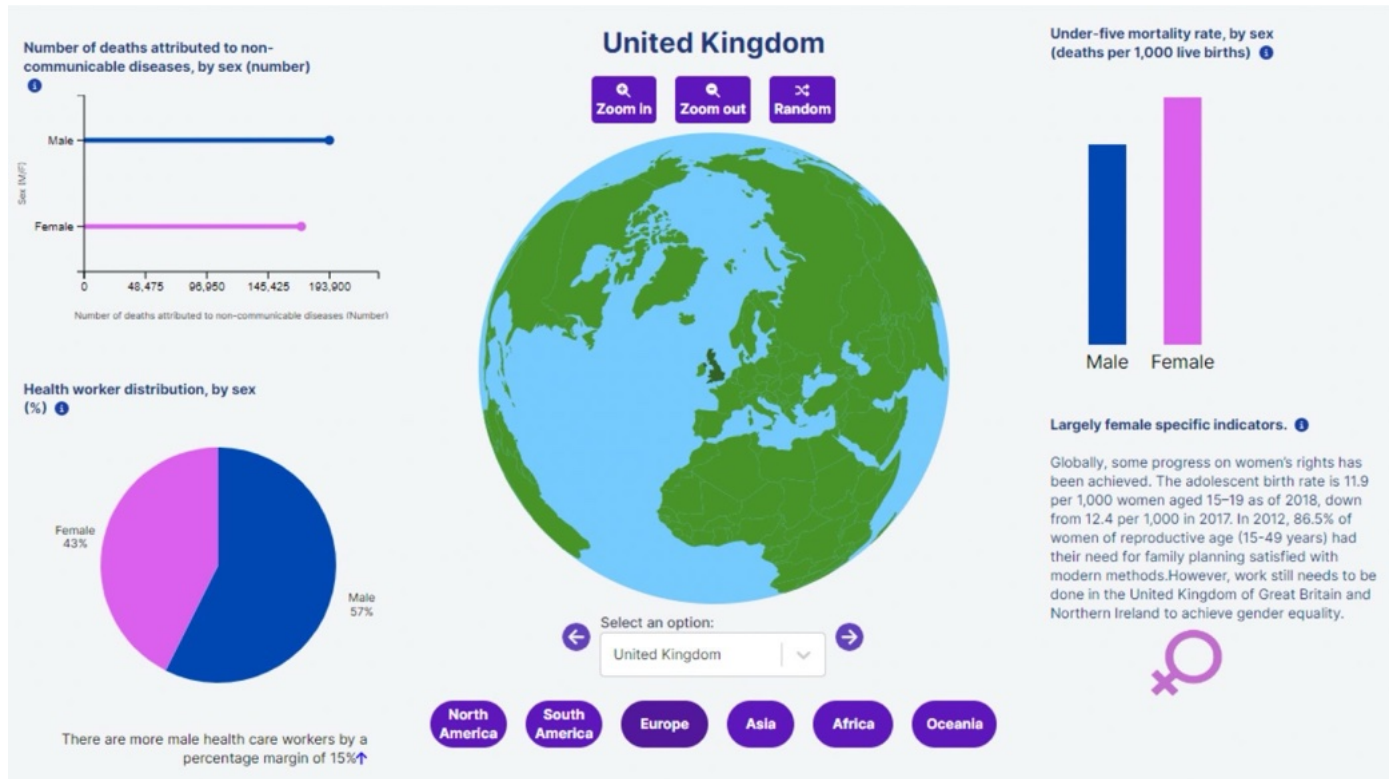 Number of deaths attributed to non-
communicable diseases, by sex (number)
Male
Female
Sex (M/F)
0
48,475
96,950
145,425
193,900
Number of deaths attributed to non-communicable diseases (Number)
Health worker distribution, by sex
(%)
Female
43%
Male
57%
There are more male health care workers by a
percentage margin of 15%↑
United Kingdom
Zoom in
Zoom out
Random
Select an option:
United Kingdom
North
America
South
America
Europe
Asia
Africa
Oceania
Under-five mortality rate, by sex
(deaths per 1,000 live births)
Male
Female
Largely female specific indicators.
Globally, some progress on women's rights has
been achieved. The adolescent birth rate is 11.9
per 1,000 women aged 15–19 as of 2018, down
from 12.4 per 1,000 in 2017. In 2012, 86.5% of
women of reproductive age (15-49 years) had
their need for family planning satisfied with
modern methods.However, work still needs to be
done in the United Kingdom of Great Britain and
Northern Ireland to achieve gender equality.